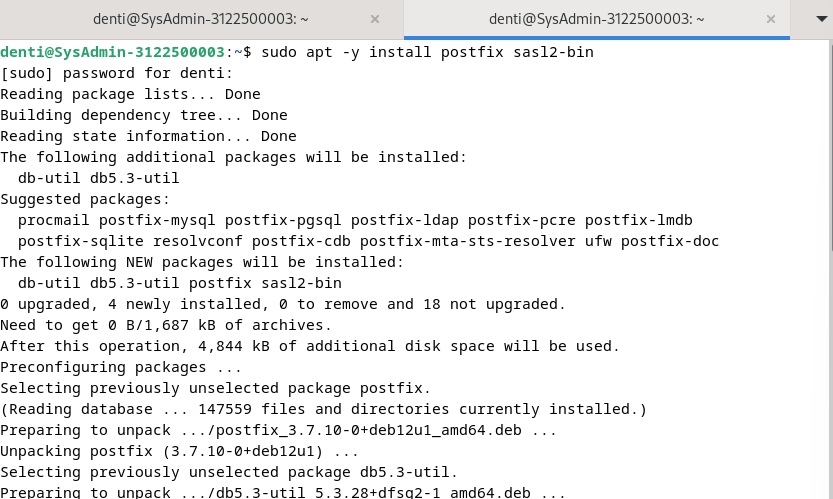 denti@SysAdmin-3122500003: ~ × denti@SysAdmin-3122500003: ~ ×
denti@SysAdmin-3122500003:~$ sudo apt -y install postfix sasl2-bin
[sudo] password for denti:
Reading package lists... Done
Building dependency tree... Done
Reading state information... Done
The following additional packages will be installed:
  db-util db5.3-util
Suggested packages:
  procmail postfix-mysql postfix-pgsql postfix-ldap postfix-pcre postfix-lmdb
  postfix-sqlite resolvconf postfix-cdb postfix-mta-sts-resolver ufw postfix-doc
The following NEW packages will be installed:
  db-util db5.3-util postfix sasl2-bin
0 upgraded, 4 newly installed, 0 to remove and 18 not upgraded.
Need to get 0 B/1,687 kB of archives.
After this operation, 4,844 kB of additional disk space will be used.
Preconfiguring packages ...
Selecting previously unselected package postfix.
(Reading database ... 147559 files and directories currently installed.)
Preparing to unpack .../postfix_3.7.10-0+deb12u1_amd64.deb ...
Unpacking postfix (3.7.10-0+deb12u1) ...
Selecting previously unselected package db5.3-util.
Preparing to unpack .../db5.3-util_5.3.28+dfsg2-1_amd64.deb ...